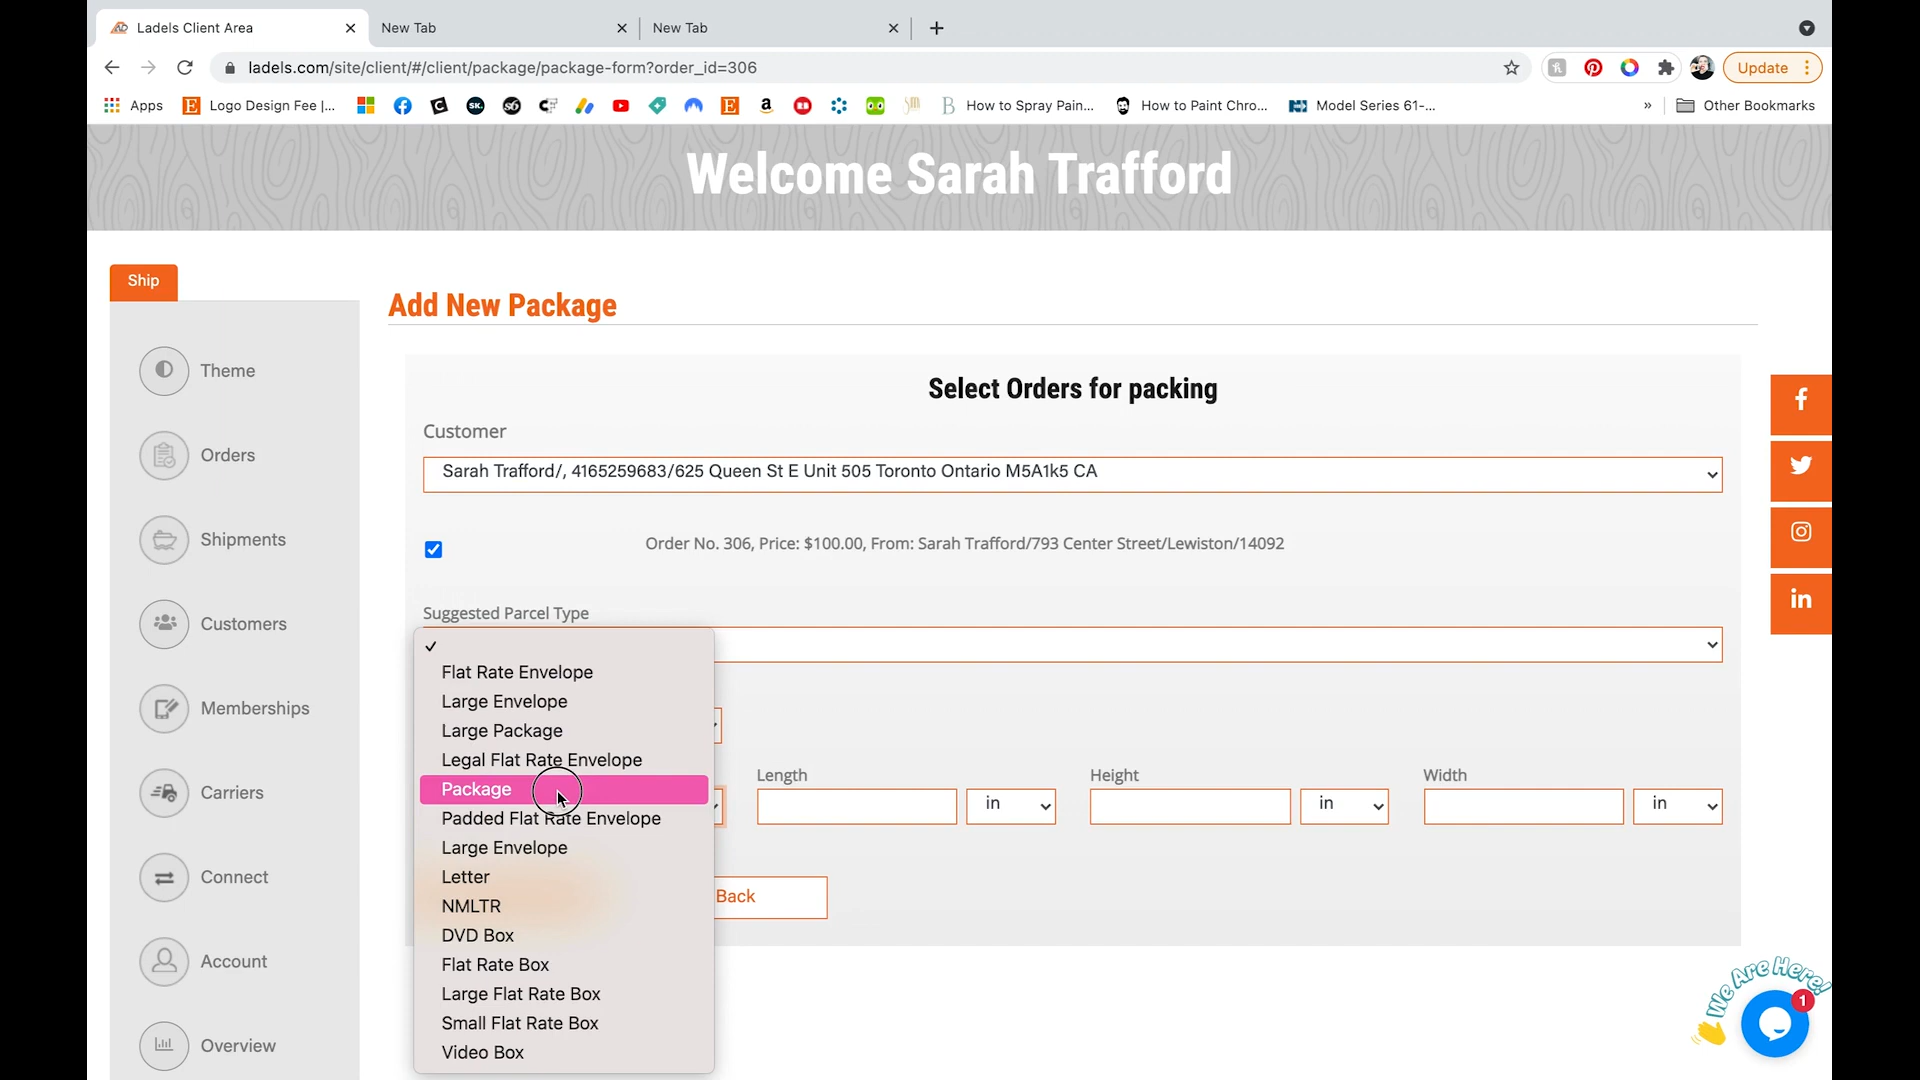 Ladels Client Area
New Tab
New Tab
ladels.com/site/client/#/client/package/package-form?order_id=306
Update
Apps
Logo Design Fee |...
How to Spray Pain...
How to Paint Chro...
Model Series 61-...
»
Other Bookmarks
Welcome Sarah Trafford
Ship
Theme
Orders
Shipments
Customers
Memberships
Carriers
Connect
Account
Overview
Add New Package
Select Orders for packing
Customer
Sarah Trafford/, 4165259683/625 Queen St E Unit 505 Toronto Ontario M5A1k5 CA
Order No. 306, Price: $100.00, From: Sarah Trafford/793 Center Street/Lewiston/14092
Suggested Parcel Type
Flat Rate Envelope
Large Envelope
Large Package
Legal Flat Rate Envelope
Package
Padded Flat Rate Envelope
Large Envelope
Letter
NMLTR
DVD Box
Flat Rate Box
Large Flat Rate Box
Small Flat Rate Box
Video Box
Length
in
Height
in
Width
in
Back
We Are Here!
1